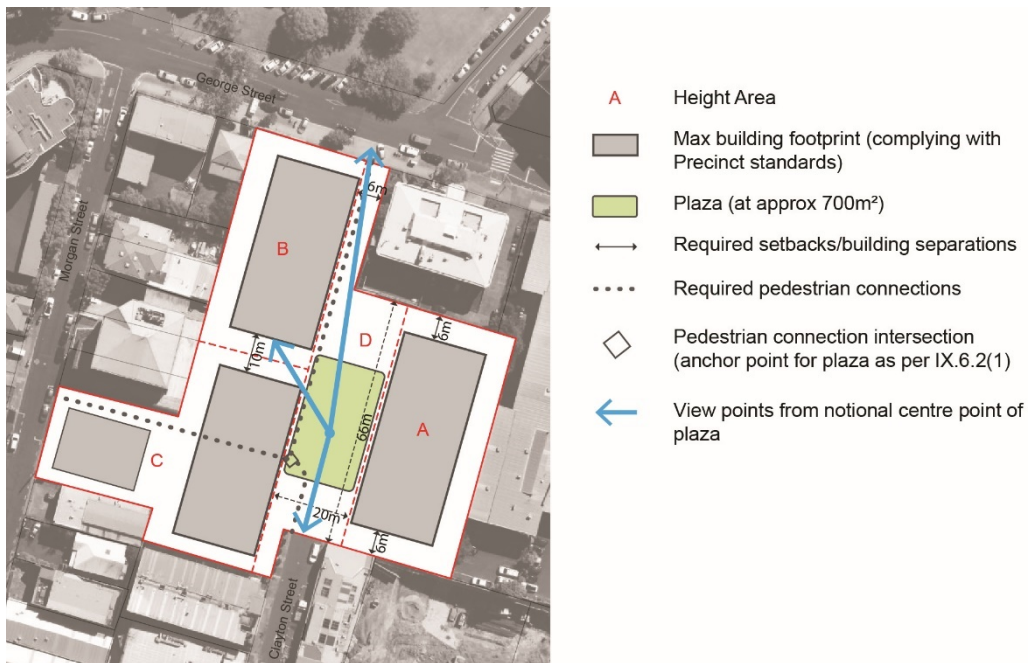 George Street
Morgan Street
6m
B
D
10m
6m
66m
A
C
20m
6m
Clayton Street
A Height Area
Max building footprint (complying with
Precinct standards)
Plaza (at approx 700m²)
Required setbacks/building separations
Required pedestrian connections
Pedestrian connection intersection
(anchor point for plaza as per IX.6.2(1)
View points from notional centre point of
plaza